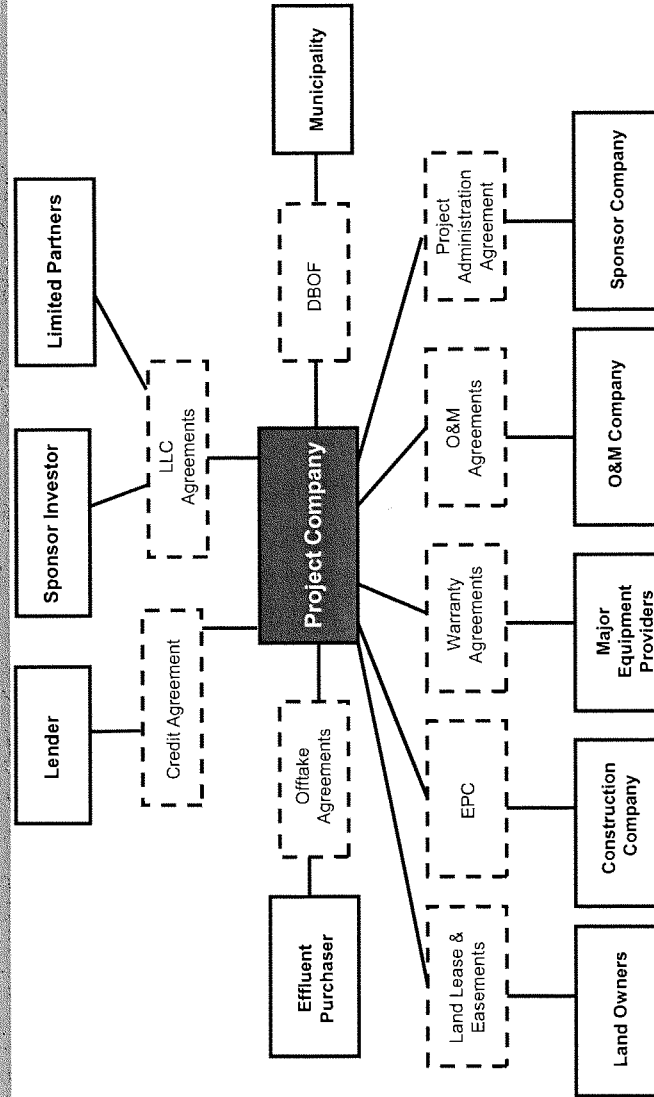 Lender
Sponsor Investor
Limited Partners
Credit Agreement
LLC
Agreements
Effluent
Purchaser
Offtake
Agreements
Project Company
DBOF
Municipality
Land Lease &
Easements
EPC
Warranty
Agreements
O&M
Agreements
Project
Administration
Agreement
Land Owners
Construction
Company
Major
Equipment
Providers
O&M Company
Sponsor Company